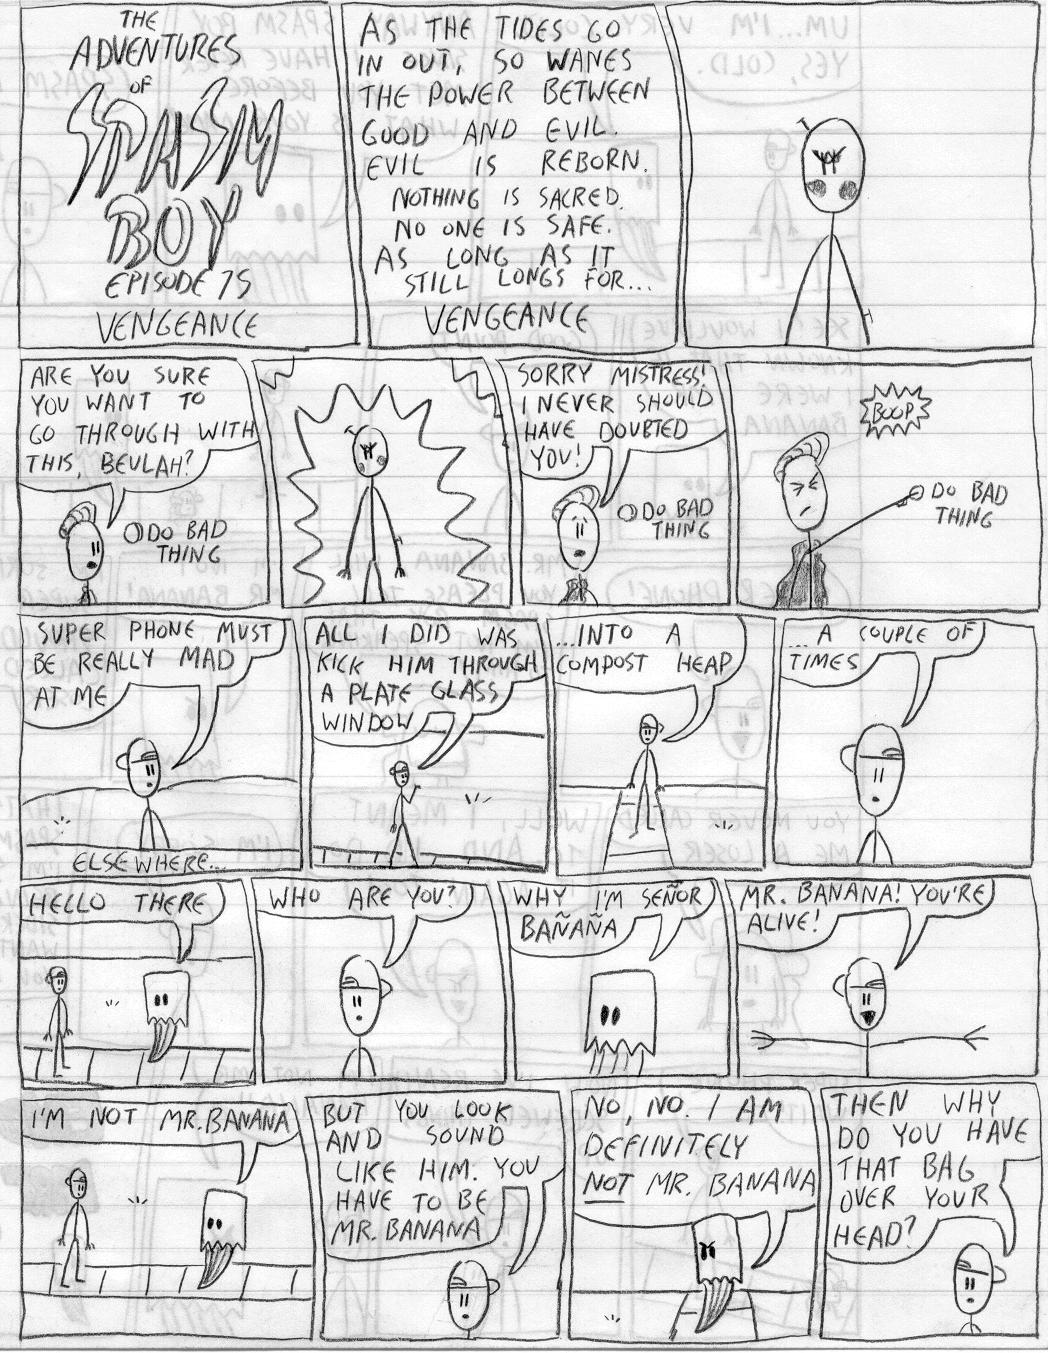 THE
ADVENTURES
OF
SPASM
BOY
EPISODE 75
VENGEANCE
AS THE TIDES GO
IN OUT, SO WANES
THE POWER BETWEEN
GOOD AND EVIL.
EVIL IS REBORN.
NOTHING IS SACRED.
NO ONE IS SAFE.
AS LONG AS IT
STILL LONGS FOR...
VENGEANCE
ARE YOU SURE
YOU WANT TO
GO THROUGH WITH
THIS, BEULAH?
DO BAD
THING
SORRY MISTRESS!
I NEVER SHOULD
HAVE DOUBTED
YOU!
DO BAD
THING
BOOP
DO BAD
THING
SUPER PHONE MUST
BE REALLY MAD
AT ME
ELSEWHERE...
ALL I DID WAS
KICK HIM THROUGH
A PLATE GLASS
WINDOW
...INTO A
COMPOST HEAP
...A COUPLE OF
TIMES
HELLO THERE
WHO ARE YOU?
WHY I'M SEÑOR
BAÑAÑA
MR. BANANA! YOU'RE
ALIVE!
I'M NOT MR. BANANA
BUT YOU LOOK
AND SOUND
LIKE HIM. YOU
HAVE TO BE
MR. BANANA
NO, NO. I AM
DEFINITELY
NOT MR. BANANA
THEN WHY
DO YOU HAVE
THAT BAG
OVER YOUR
HEAD?